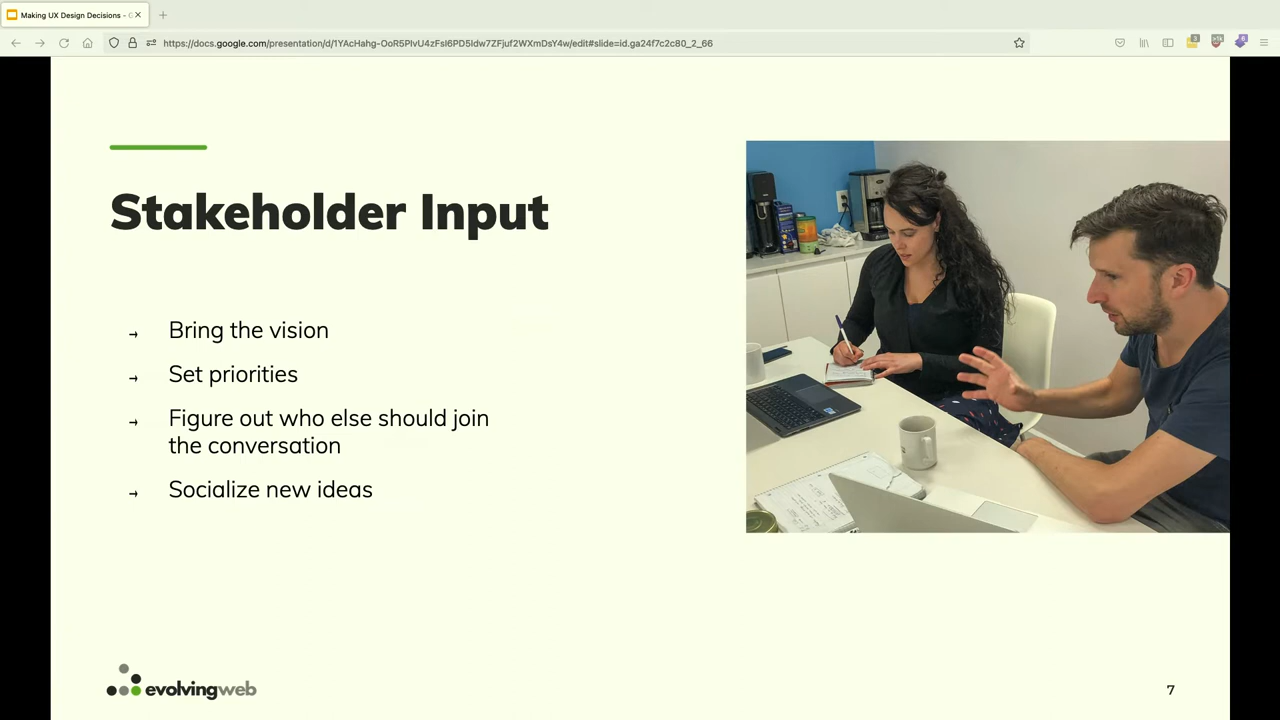 Making UX Design Decisions - G
https://docs.google.com/presentation/d/1YAcHahg-OoR5PIvU4zFsI6PD5Idw7ZFjuf2WXmDsY4w/edit#slide=id.ga24f7c2c80_2_66
Stakeholder Input
→ Bring the vision
→ Set priorities
→ Figure out who else should join
the conversation
→ Socialize new ideas
evolvingweb
7